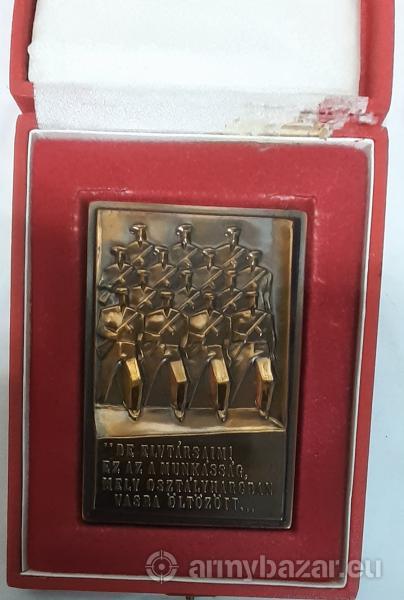 "DE ELVTÁRSAIM!
EZ AZ A MUNKÁSSÁG,
MELY OSZTÁLYHARCBAN
VASBA ÖLTÖZÖTT...
armybazar.eu